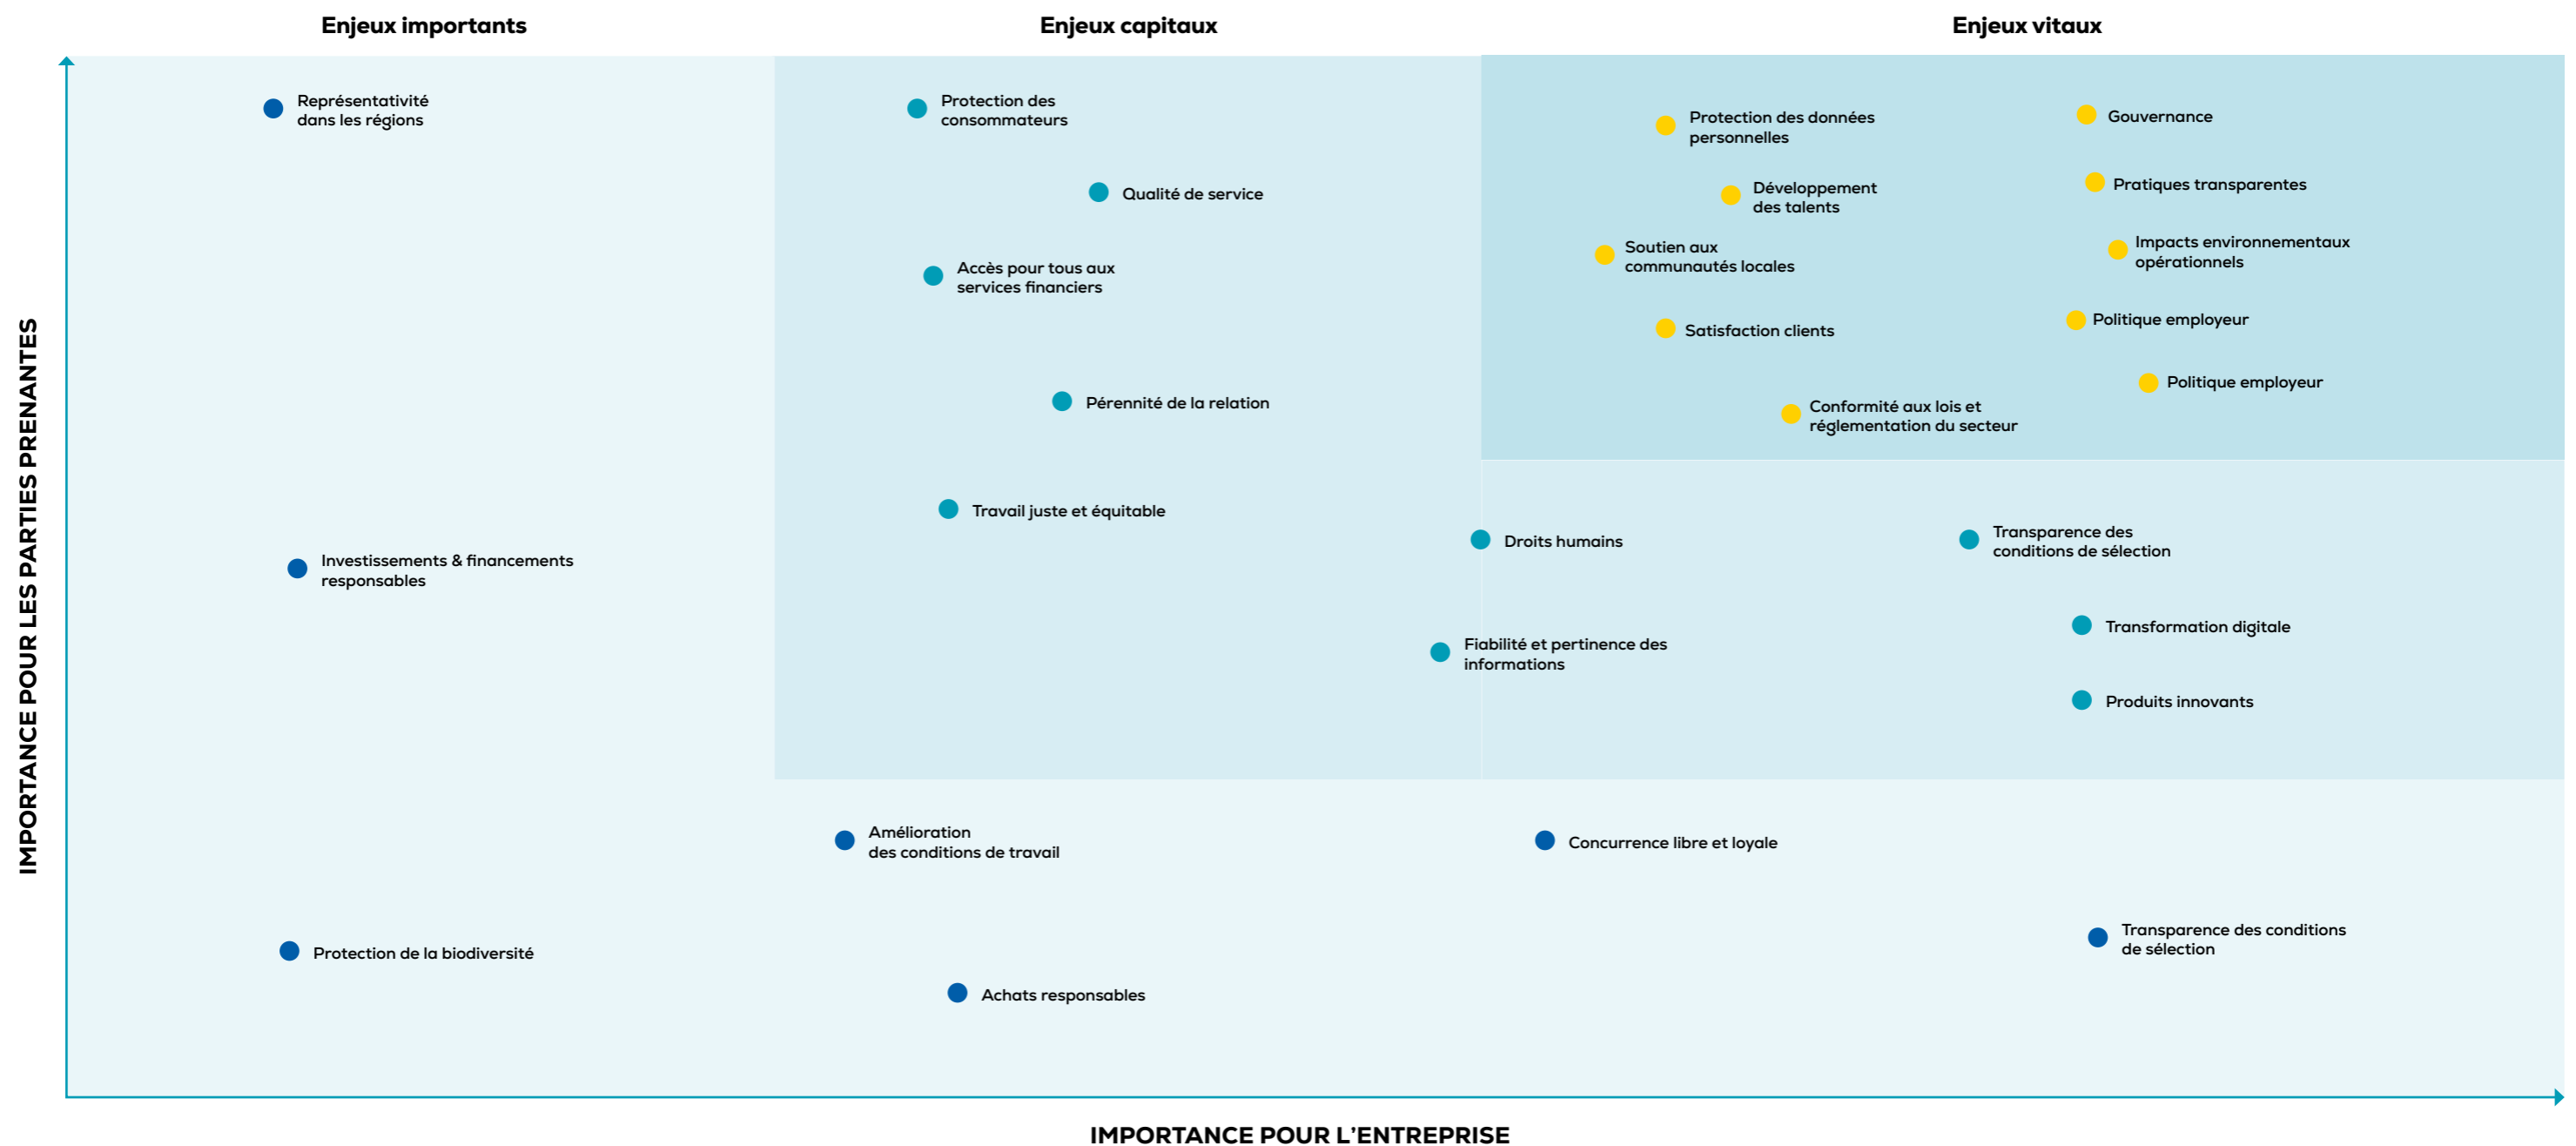 Enjeux importants
Enjeux capitaux
Enjeux vitaux
IMPORTANCE POUR LES PARTIES PRENANTES
Représentativité
dans les régions
Investissements & financements
responsables
Protection de la biodiversité
Protection des
consommateurs
Qualité de service
Accès pour tous aux
services financiers
Pérennité de la relation
Travail juste et équitable
Droits humains
Fiabilité et pertinence des
informations
Amélioration
des conditions de travail
Achats responsables
Protection des données
personnelles
Développement
des talents
Soutien aux
communautés locales
Satisfaction clients
Conformité aux lois et
réglementation du secteur
Gouvernance
Pratiques transparentes
Impacts environnementaux
opérationnels
Politique employeur
Politique employeur
Transparence des
conditions de sélection
Transformation digitale
Produits innovants
Concurrence libre et loyale
Transparence des conditions
de sélection
IMPORTANCE POUR L'ENTREPRISE